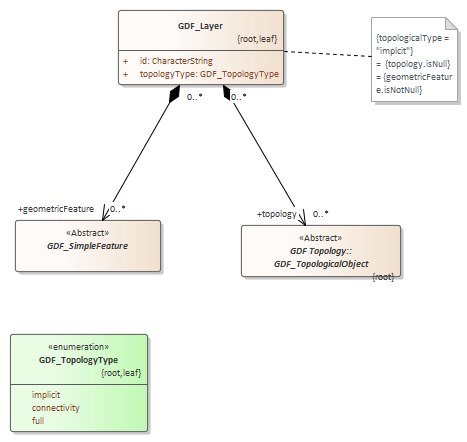 GDF_Layer
{root,leaf}
+ id: CharacterString
+ topologyType: GDF_TopologyType
{topologicalType =
"implcit"}
= {topology.isNull}
= {geometricFeatur
e.isNotNull}
0..*
0..*
+geometricFeature
0..*
+topology
0..*
«Abstract»
GDF_SimpleFeature
«Abstract»
GDF Topology::
GDF_TopologicalObject
{root}
«enumeration»
GDF_TopologyType
{root,leaf}
implicit
connectivity
full